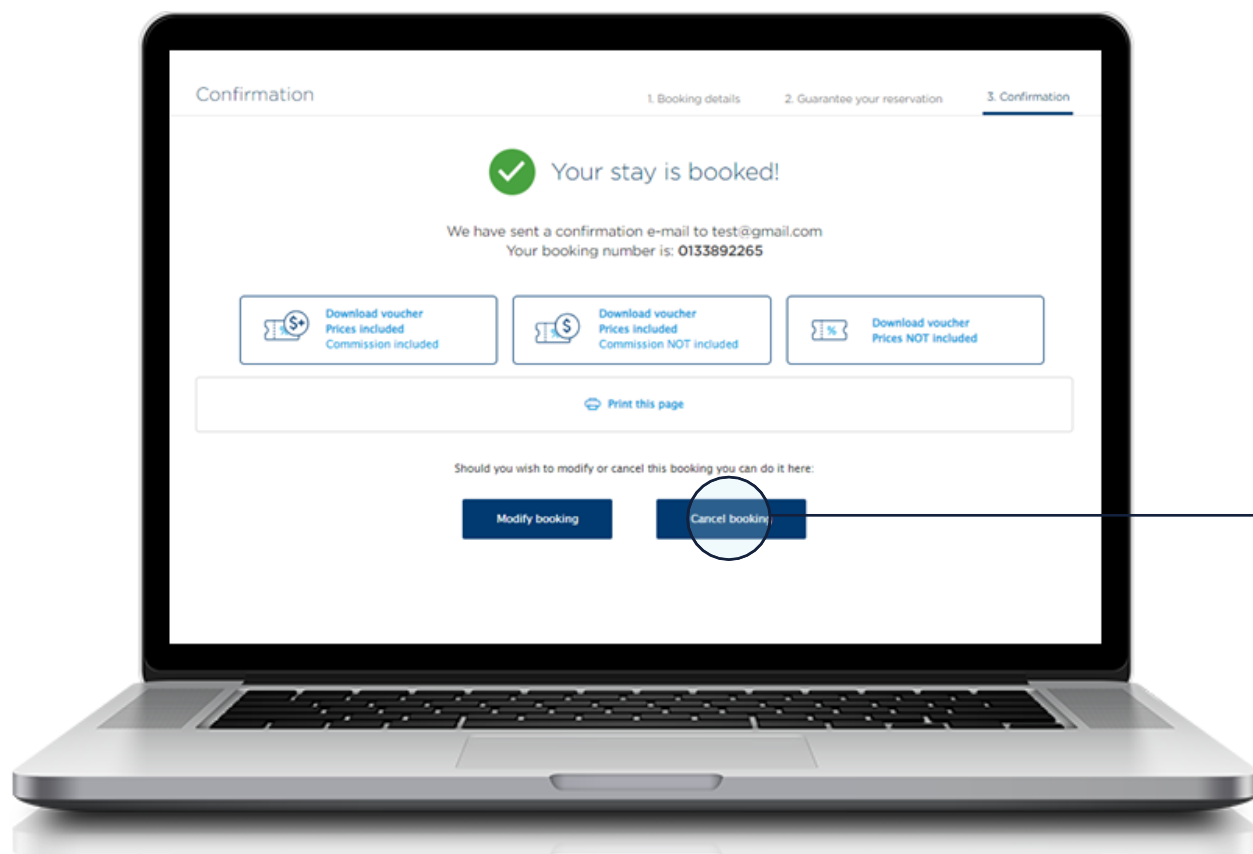 Confirmation
1. Booking details
2. Guarantee your reservation
3. Confirmation
Your stay is booked!
We have sent a confirmation e-mail to test@gmail.com
Your booking number is: 0133892265
$+
%
Download voucher
Prices included
Commission included
$
%
Download voucher
Prices included
Commission NOT included
%
Download voucher
Prices NOT included
Print this page
Should you wish to modify or cancel this booking you can do it here:
Modify booking
Cancel booking